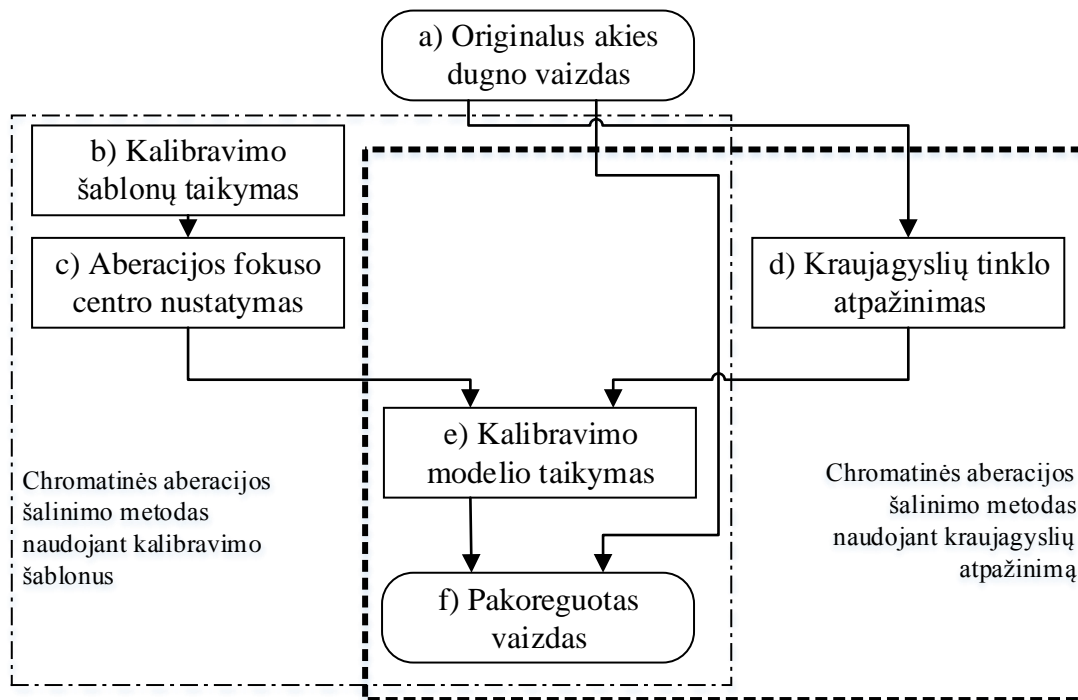 a) Originalus akies
dugno vaizdas
b) Kalibravimo
šablonų taikymas
c) Aberacijos fokuso
centro nustatymas
d) Kraujagyslių tinklo
atpažinimas
e) Kalibravimo
modelio taikymas
Chromatinės aberacijos
šalinimo metodas
naudojant kalibravimo
šablonus
Chromatinės aberacijos
šalinimo metodas
naudojant kraujagyslių
atpažinimą
f) Pakoreguotas
vaizdas